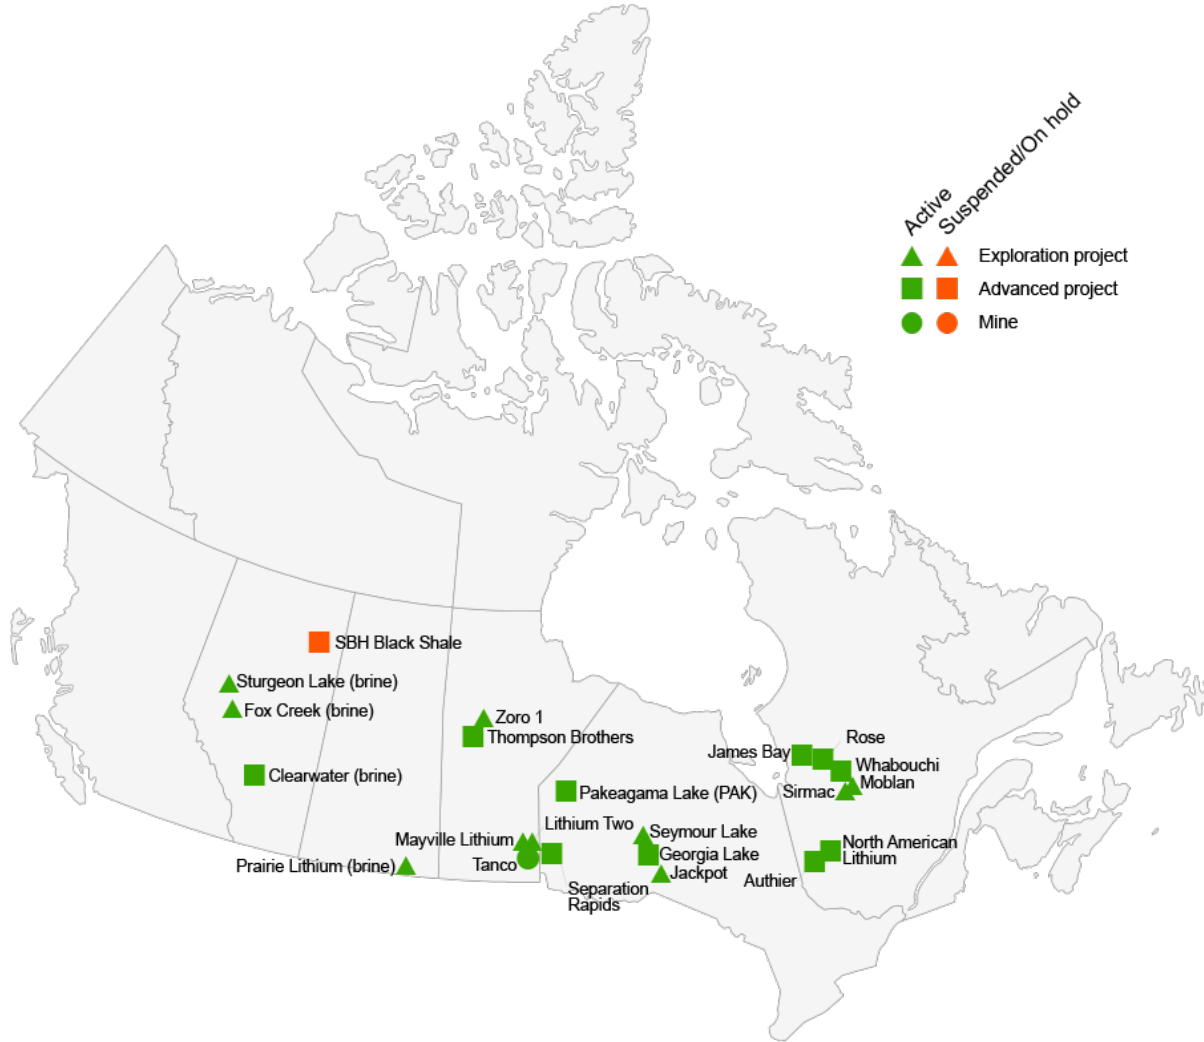 Active
Suspended/On hold
Exploration project
Advanced project
Mine
SBH Black Shale
Sturgeon Lake (brine)
Fox Creek (brine)
Zoro 1
Thompson Brothers
Clearwater (brine)
Rose
James Bay
Whabouchi
Moblan
Sirmac
Pakeagama Lake (PAK)
Lithium Two
Mayville Lithium
Seymour Lake
Georgia Lake
Jackpot
Tanco
Prairie Lithium (brine)
Separation
Rapids
North American
Lithium
Authier